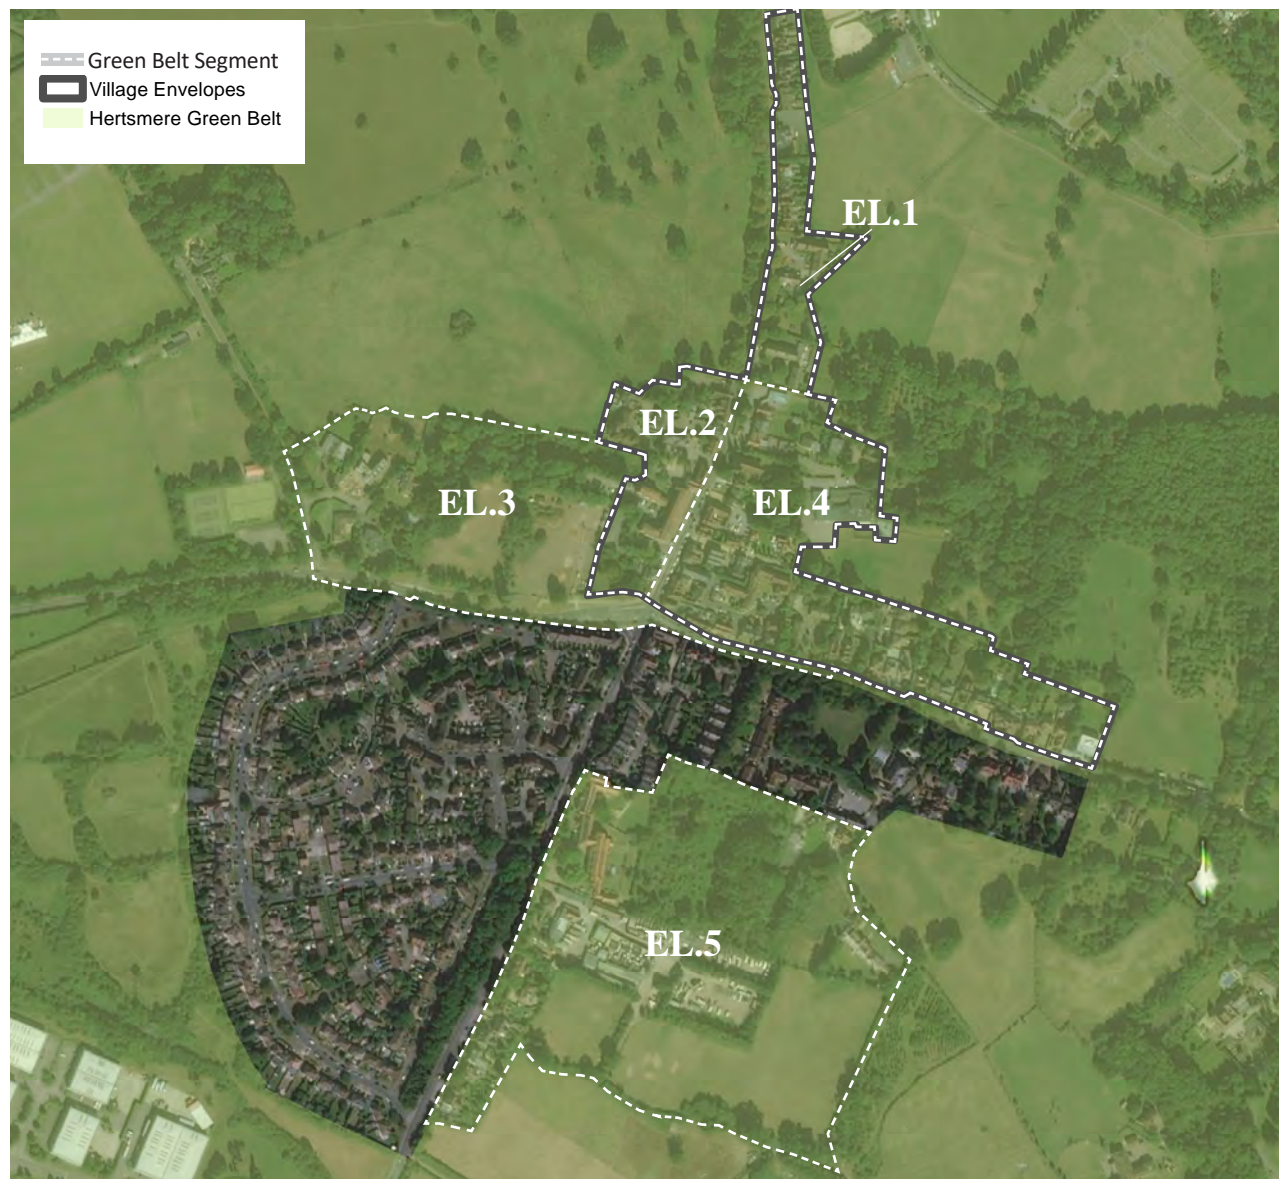 Green Belt Segment
Village Envelopes
Hertsmere Green Belt
EL.1
EL.2
EL.3
EL.4
EL.5